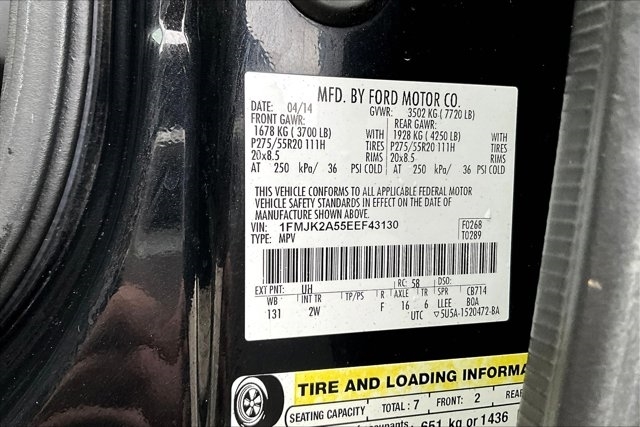 MFD. BY FORD MOTOR CO.
DATE: 04/14 GVWR: 3502 KG ( 7720 LB)
FRONT GAWR: REAR GAWR:
1678 KG ( 3700 LB) WITH 1928 KG ( 4250 LB) WITH
P275/55R20 111H TIRES P275/55R20 111H TIRES
20x8.5 RIMS 20x8.5 RIMS
AT 250 kPa/ 36 PSI COLD AT 250 kPa/ 36 PSI COLD
THIS VEHICLE CONFORMS TO ALL APPLICABLE FEDERAL MOTOR
VEHICLE SAFETY STANDARDS IN EFFECT ON THE DATE OF
MANUFACTURE SHOWN ABOVE.
VIN: 1FMJK2A55EEF43130 F0268
TYPE: MPV T0289
EXT PNT: UH RC: 58 DSO:
WB INT TR TP/PS R AXLE TR SPR CB714
131 2W F 16 6 LLEE BOA
UTC ▽5U5A-1520472-BA
TIRE AND LOADING INFORMA
SEATING CAPACITY TOTAL: 7 FRONT: 2 REAR
cupants 651 kg or 1436